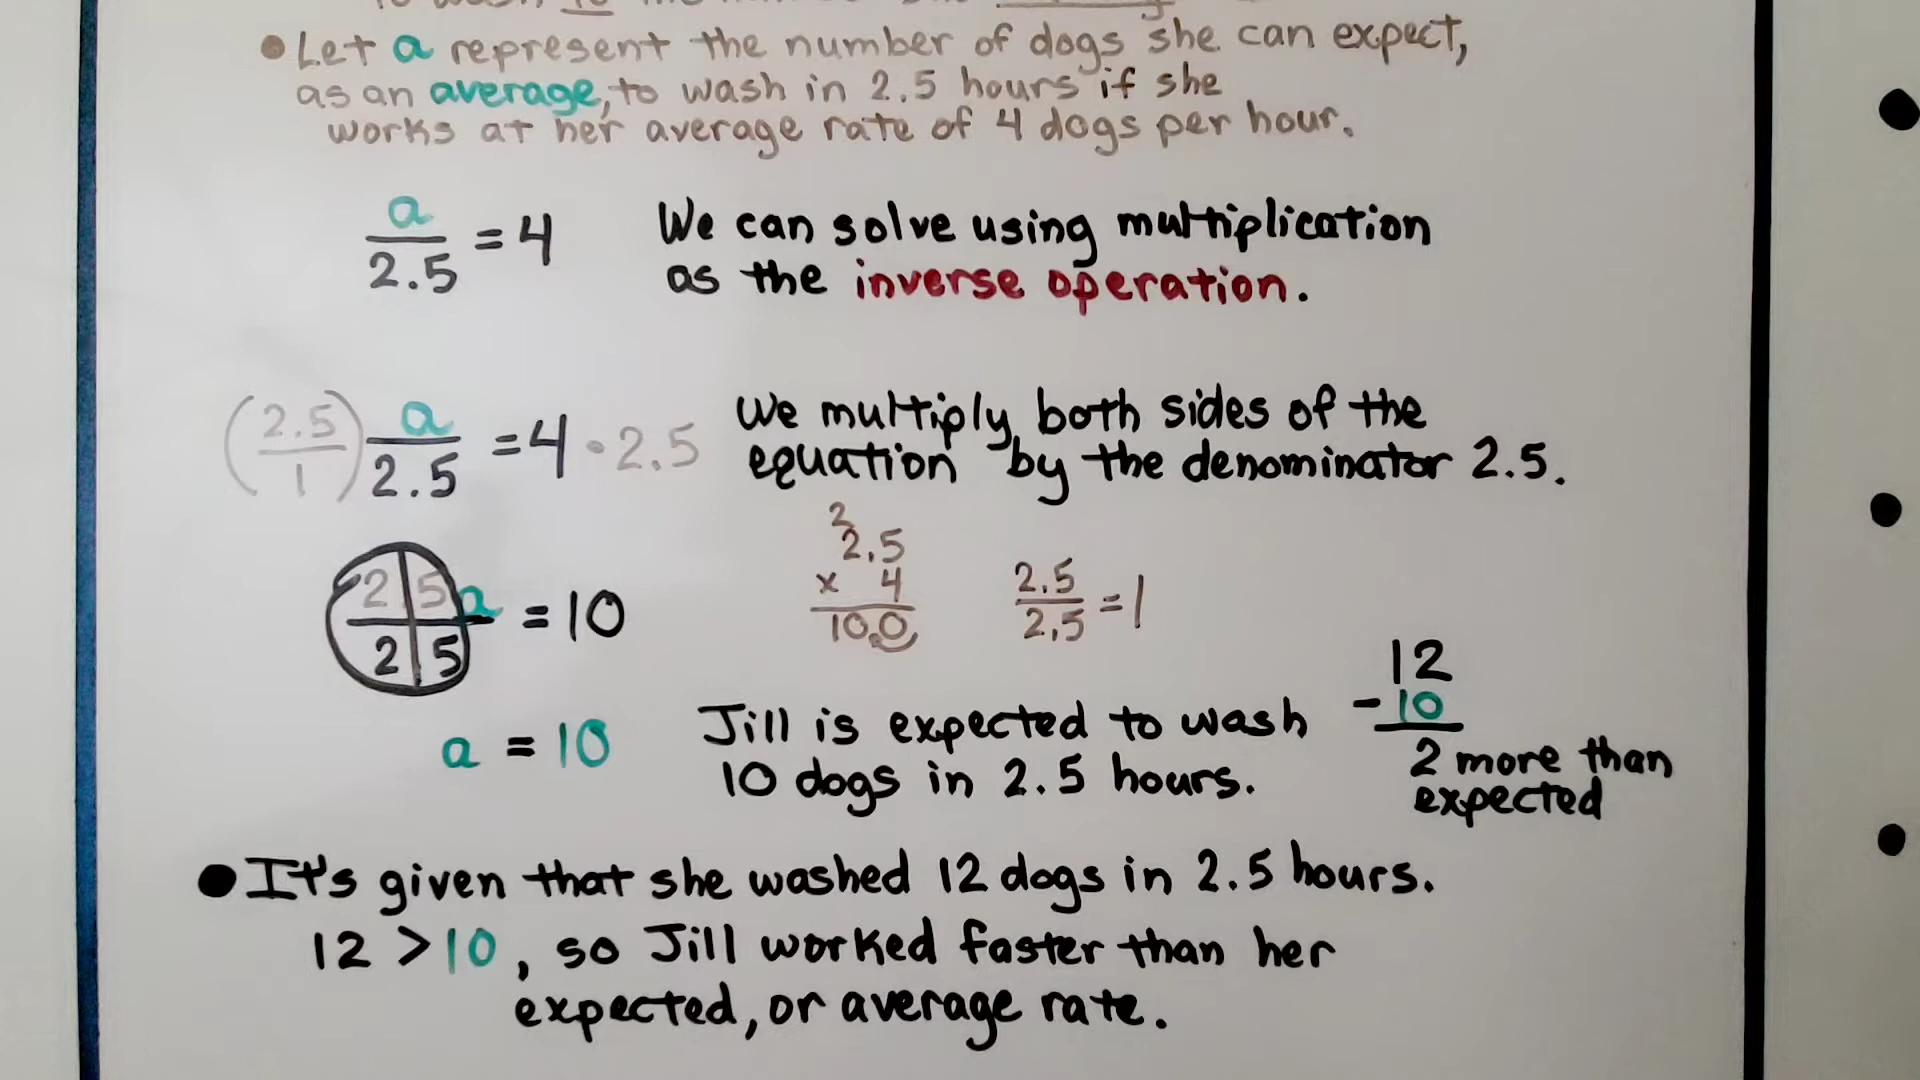 • Let a represent the number of dogs she can expect,
as an average, to wash in 2.5 hours if she
works at her average rate of 4 dogs per hour.
a/2.5 = 4
We can solve using multiplication
as the inverse operation.
(2.5/1) a/2.5 = 4 · 2.5
We multiply both sides of the
equation by the denominator 2.5.
2
2.5
x 4
10.0
2.5/2.5 = 1
2.5a/2.5 = 10
12
- 10
2 more than
expected
a = 10
Jill is expected to wash
10 dogs in 2.5 hours.
• It's given that she washed 12 dogs in 2.5 hours.
12 > 10, so Jill worked faster than her
expected, or average rate.